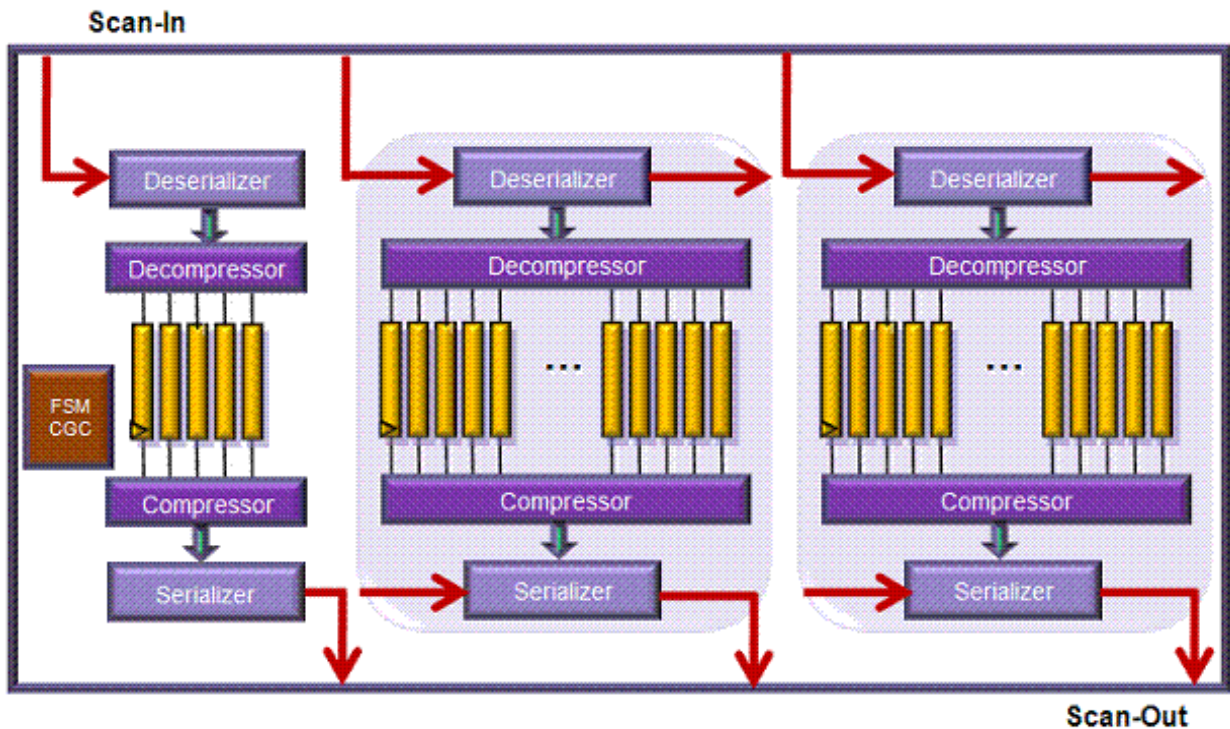 Scan-In
Deserializer
Deserializer
Deserializer
Decompressor
Decompressor
Decompressor
...
...
FSM
CGC
Compressor
Compressor
Compressor
Serializer
Serializer
Serializer
Scan-Out